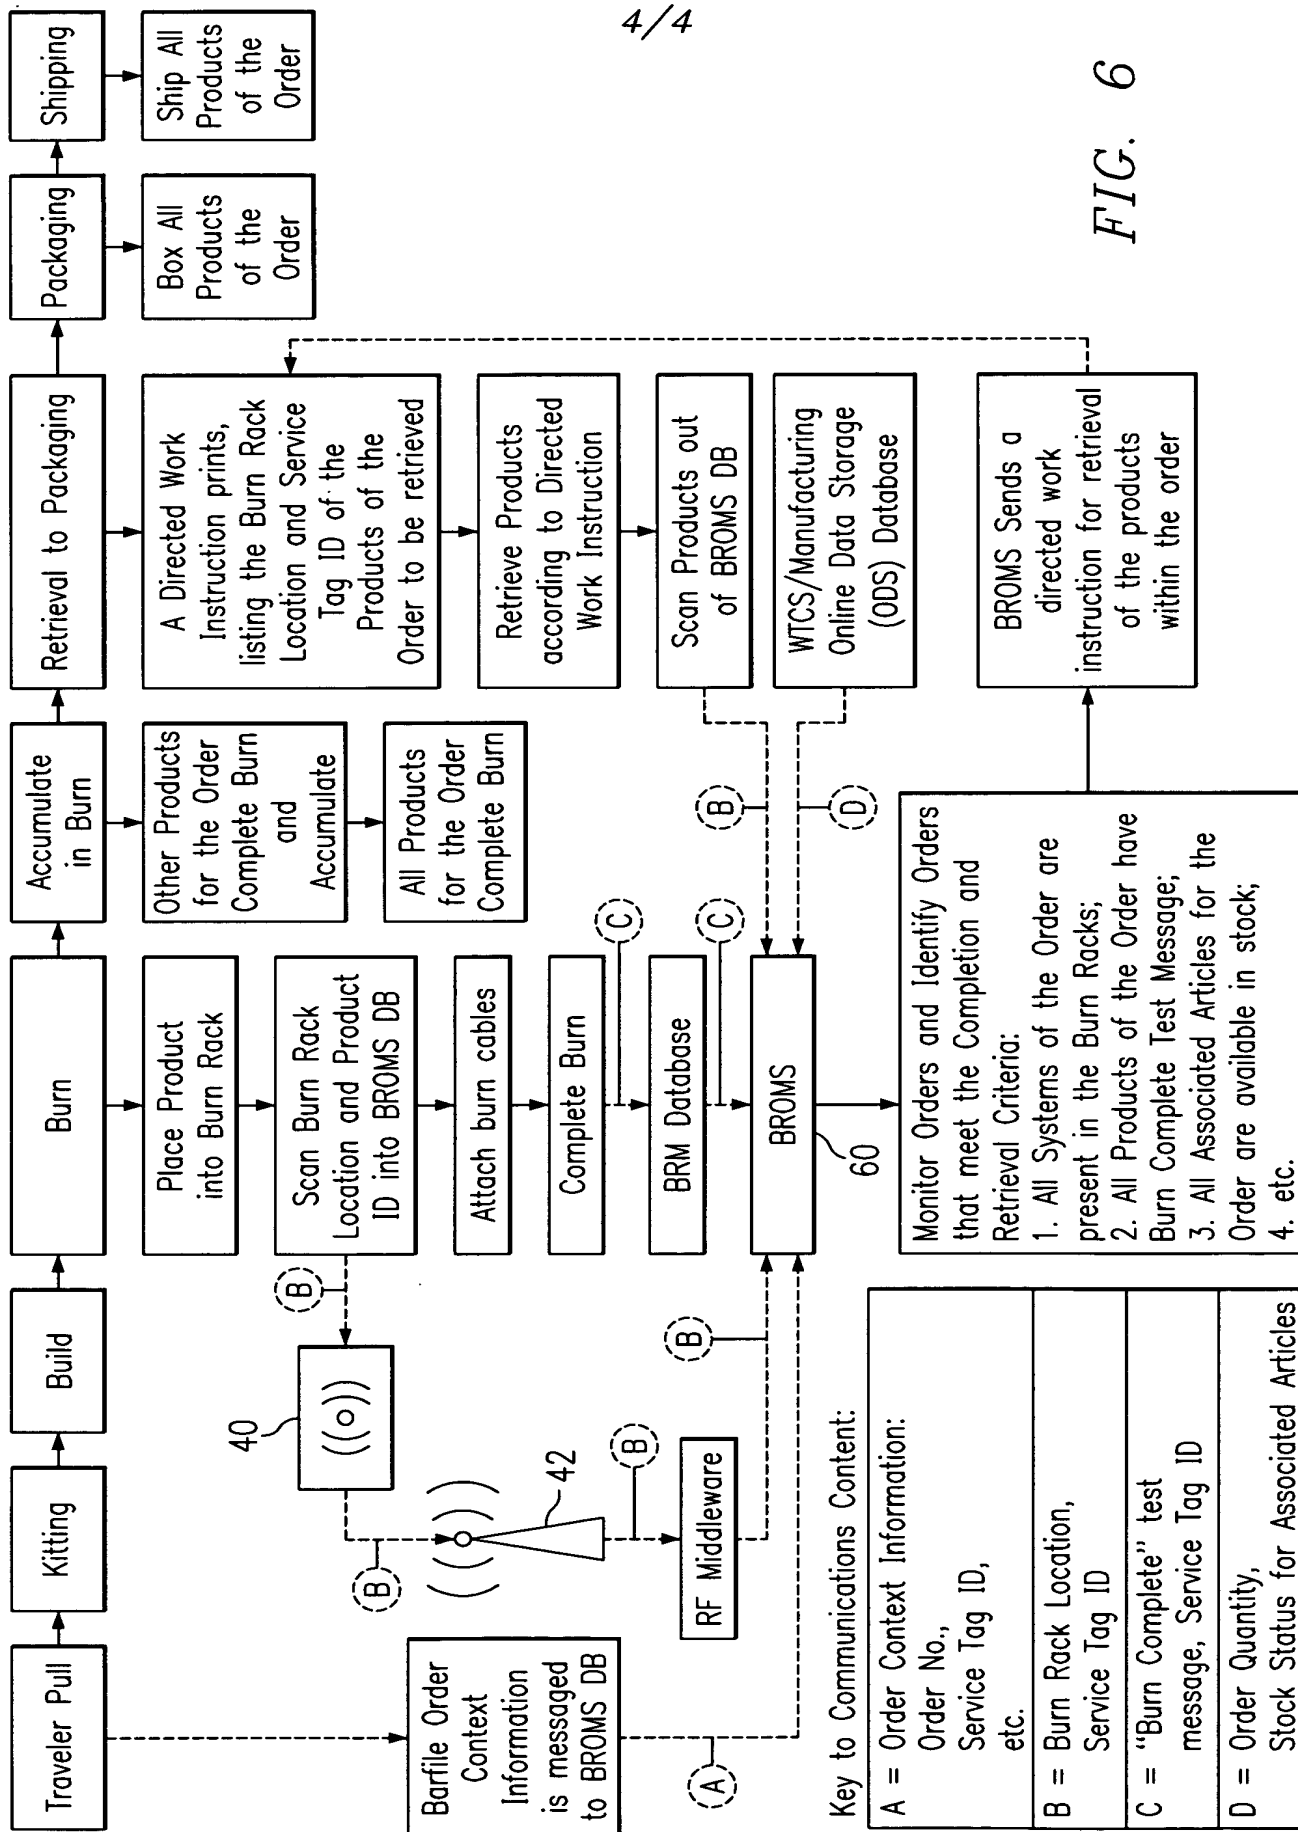 4/4
Traveler Pull
Kitting
Build
Burn
Accumulate
in Burn
Retrieval to Packaging
Packaging
Shipping
Barfile Order
Context
Information
is messaged
to BROMS DB
A
Place Product
into Burn Rack
Scan Burn Rack
Location and Product
ID into BROMS DB
B
40
B
42
B
RF Middleware
B
Attach burn cables
Complete Burn
C
BRM Database
C
BROMS
60
Other Products
for the Order
Complete Burn
and
Accumulate
All Products
for the Order
Complete Burn
A Directed Work
Instruction prints,
listing the Burn Rack
Location and Service
Tag ID of the
Products of the
Order to be retrieved
Retrieve Products
according to Directed
Work Instruction
Scan Products out
of BROMS DB
B
WTCS/Manufacturing
Online Data Storage
(ODS) Database
D
Box All
Products
of the
Order
Ship All
Products
of the
Order
Monitor Orders and Identify Orders
that meet the Completion and
Retrieval Criteria:
1. All Systems of the Order are
present in the Burn Racks;
2. All Products of the Order have
Burn Complete Test Message;
3. All Associated Articles for the
Order are available in stock;
4. etc.
BROMS Sends a
directed work
instruction for retrieval
of the products
within the order
Key to Communications Content:
A = Order Context Information:
Order No.,
Service Tag ID,
etc.
B = Burn Rack Location,
Service Tag ID
C = "Burn Complete" test
message, Service Tag ID
D = Order Quantity,
Stock Status for Associated Articles
FIG. 6